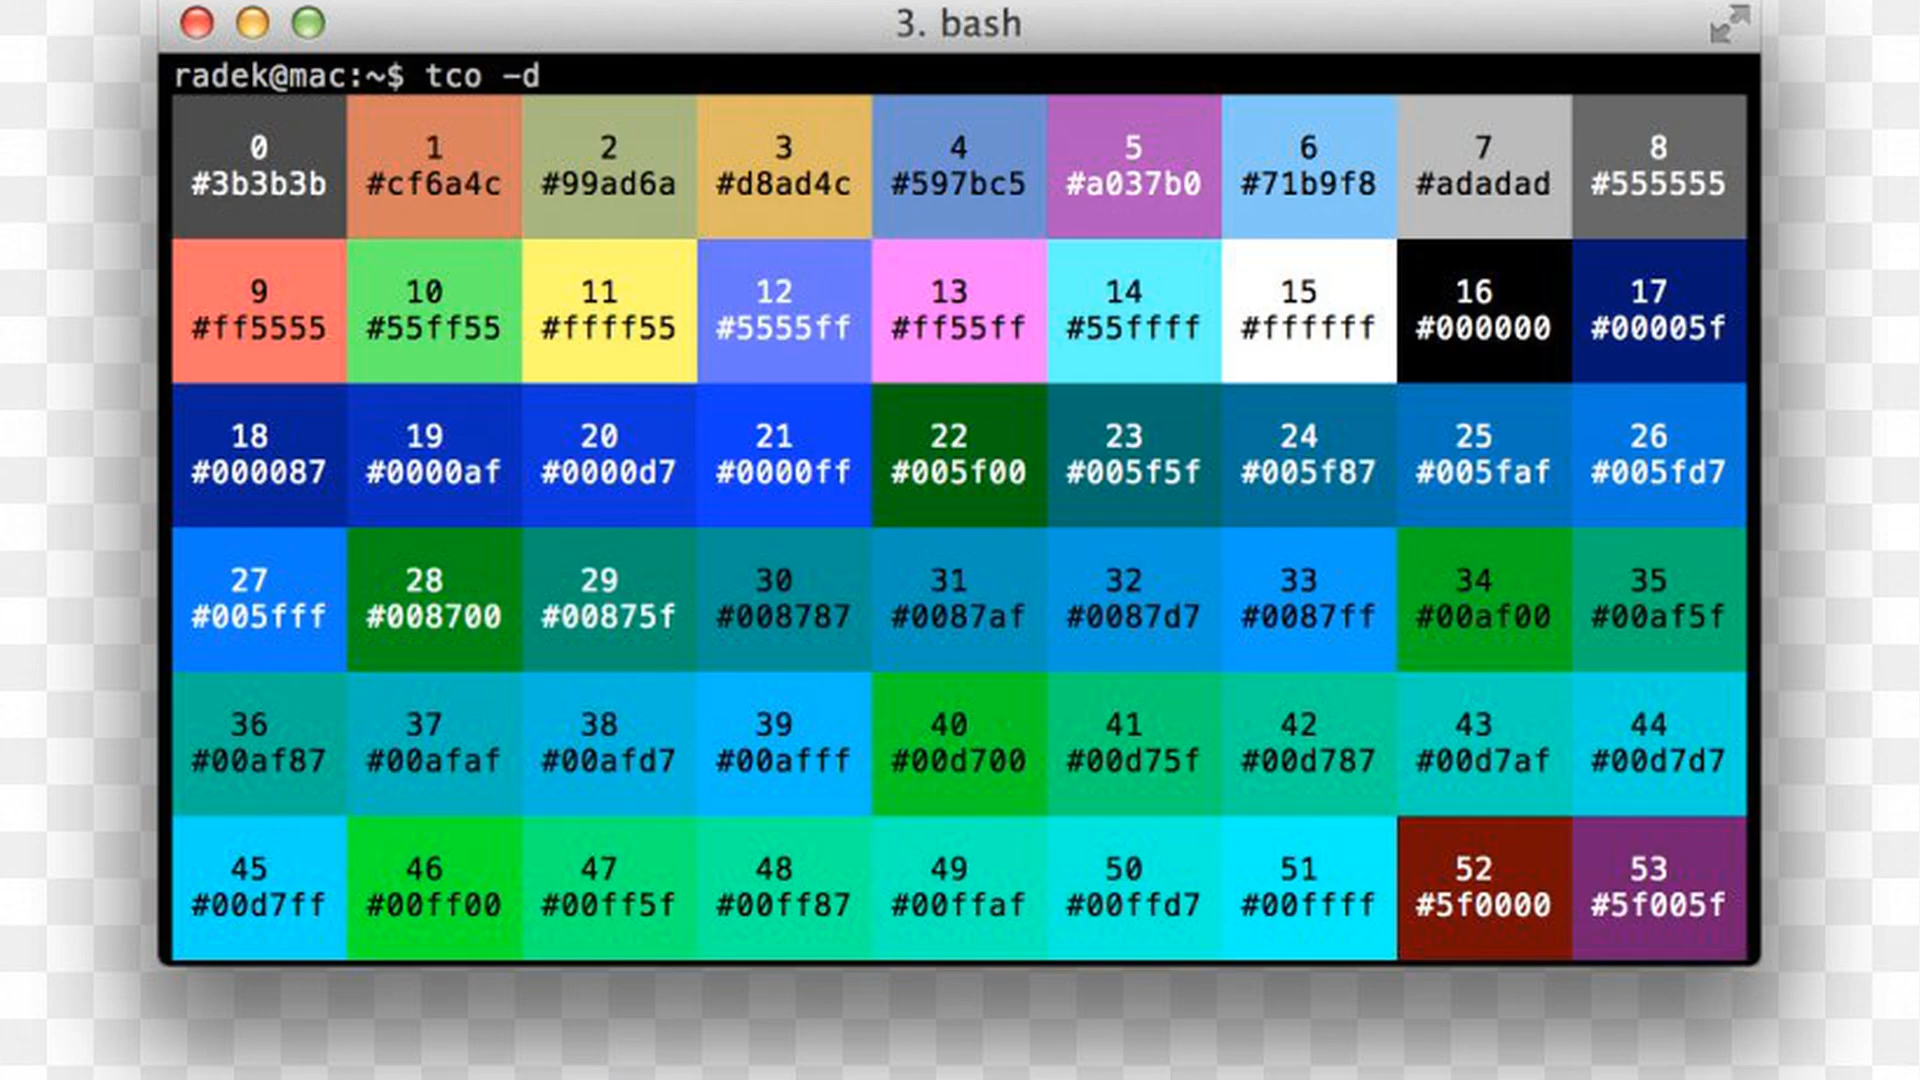 3. bash
radek@mac:~$ tco -d
0 1 2 3 4 5 6 7 8
#3b3b3b #cf6a4c #99ad6a #d8ad4c #597bc5 #a037b0 #71b9f8 #adadad #555555
9 10 11 12 13 14 15 16 17
#ff5555 #55ff55 #ffff55 #5555ff #ff55ff #55ffff #ffffff #000000 #00005f
18 19 20 21 22 23 24 25 26
#000087 #0000af #0000d7 #0000ff #005f00 #005f5f #005f87 #005faf #005fd7
27 28 29 30 31 32 33 34 35
#005fff #008700 #00875f #008787 #0087af #0087d7 #0087ff #00af00 #00af5f
36 37 38 39 40 41 42 43 44
#00af87 #00afaf #00afd7 #00afff #00d700 #00d75f #00d787 #00d7af #00d7d7
45 46 47 48 49 50 51 52 53
#00d7ff #00ff00 #00ff5f #00ff87 #00ffaf #00ffd7 #00ffff #5f0000 #5f005f